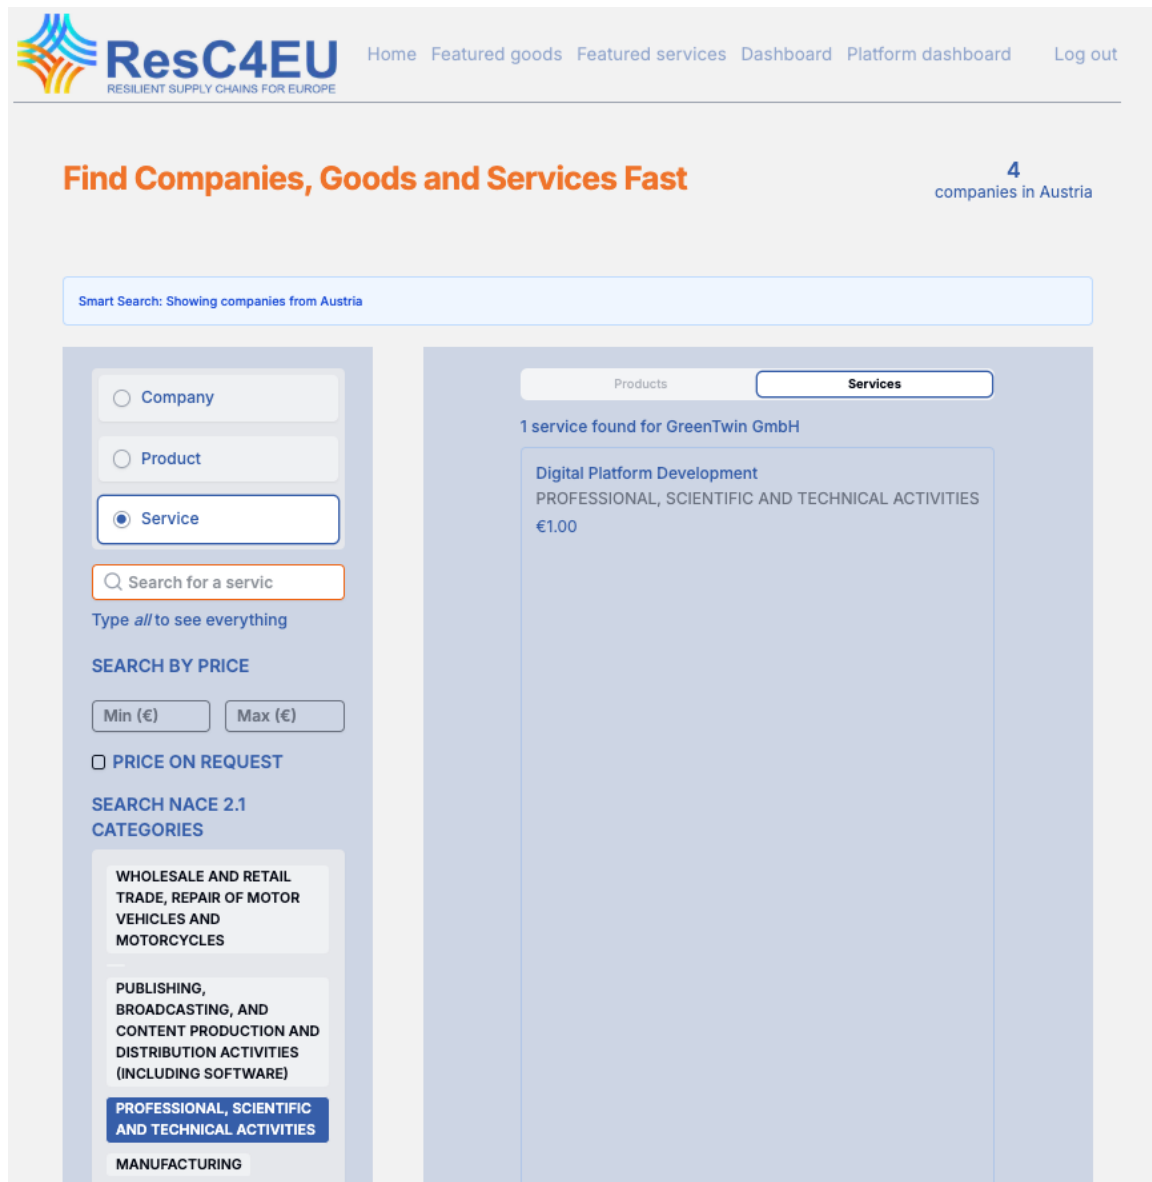 ResC4EU
RESILIENT SUPPLY CHAINS FOR EUROPE
Home Featured goods Featured services Dashboard Platform dashboard Log out
Find Companies, Goods and Services Fast
4
companies in Austria
Smart Search: Showing companies from Austria
Company
Product
Service
Search for a servic
Type all to see everything
SEARCH BY PRICE
Min (€) Max (€)
PRICE ON REQUEST
SEARCH NACE 2.1
CATEGORIES
WHOLESALE AND RETAIL
TRADE, REPAIR OF MOTOR
VEHICLES AND
MOTORCYCLES
PUBLISHING,
BROADCASTING, AND
CONTENT PRODUCTION AND
DISTRIBUTION ACTIVITIES
(INCLUDING SOFTWARE)
PROFESSIONAL, SCIENTIFIC
AND TECHNICAL ACTIVITIES
MANUFACTURING
Products Services
1 service found for GreenTwin GmbH
Digital Platform Development
PROFESSIONAL, SCIENTIFIC AND TECHNICAL ACTIVITIES
€1.00